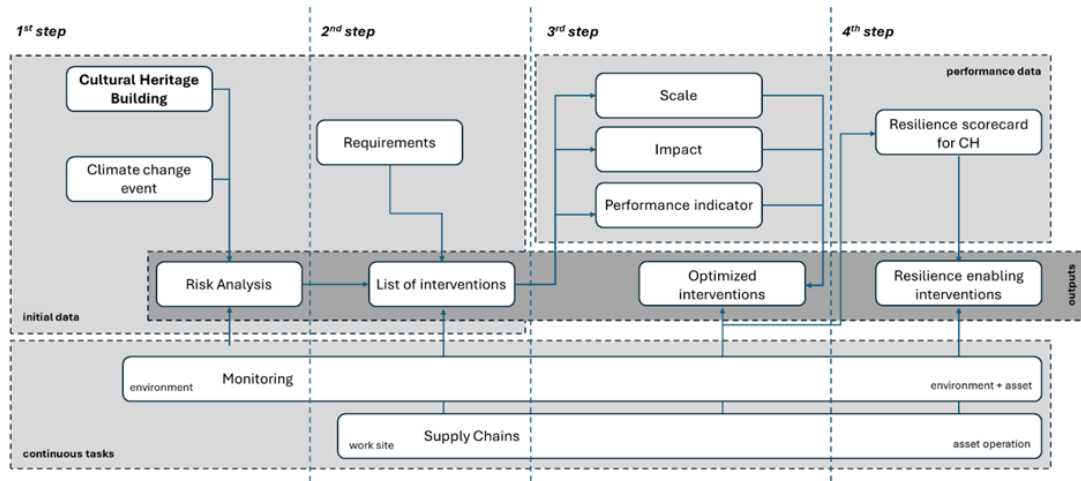 1st step
2nd step
3rd step
4th step
Cultural Heritage
Building
Climate change
event
Requirements
Scale
Impact
Performance indicator
performance data
Resilience scorecard
for CH
Risk Analysis
List of interventions
Optimized
interventions
Resilience enabling
interventions
outputs
initial data
environment
Monitoring
environment + asset
work site
Supply Chains
asset operation
continuous tasks